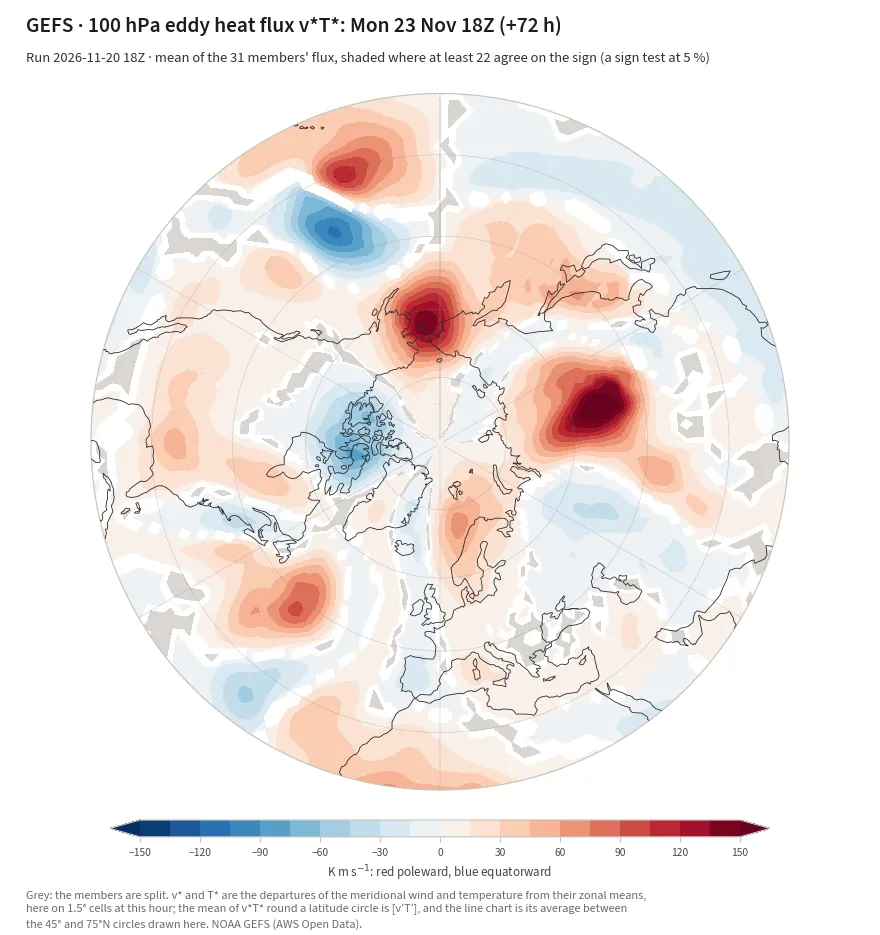 GEFS · 100 hPa eddy heat flux v*T*: Mon 23 Nov 18Z (+72 h)
Run 2026-11-20 18Z · mean of the 31 members' flux, shaded where at least 22 agree on the sign (a sign test at 5 %)
−150 −120 −90 −60 −30 0 30 60 90 120 150
K m s⁻¹: red poleward, blue equatorward
Grey: the members are split. v* and T* are the departures of the meridional wind and temperature from their zonal means,
here on 1.5° cells at this hour; the mean of v*T* round a latitude circle is [v'T'], and the line chart is its average between
the 45° and 75°N circles drawn here. NOAA GEFS (AWS Open Data).